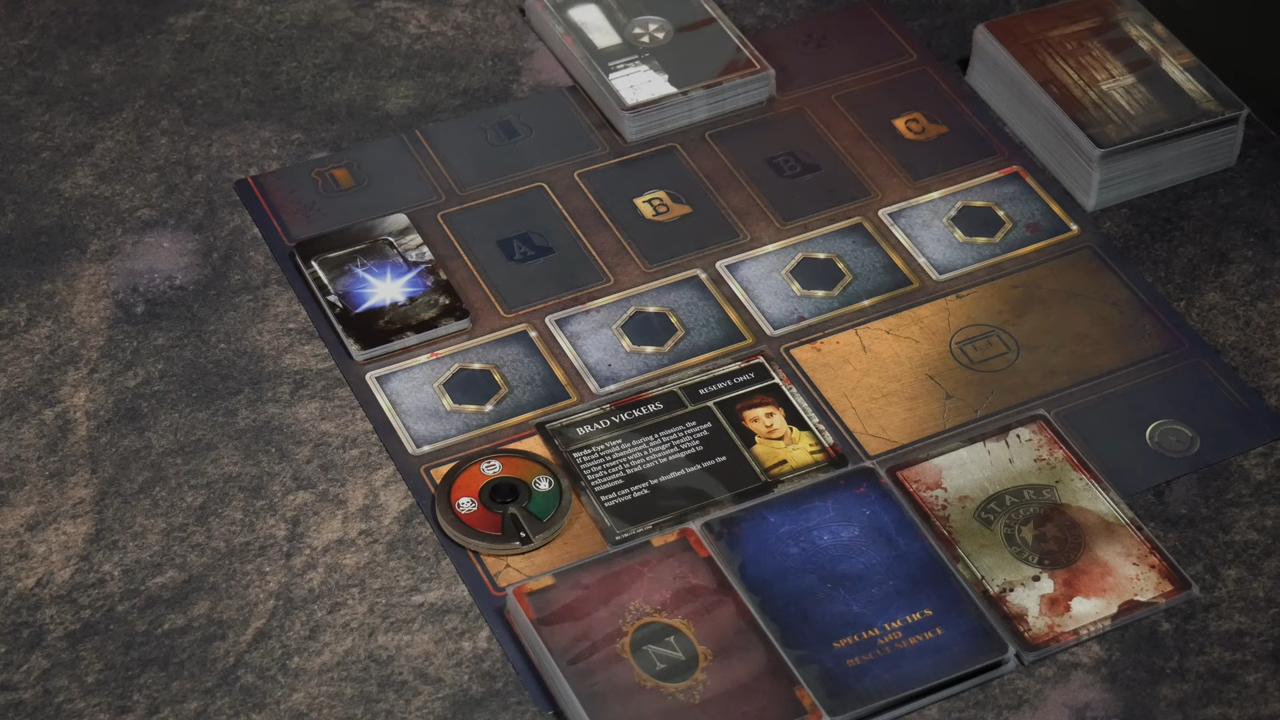 C
B
B
A
BRAD VICKERS
RESERVE ONLY
Birds-Eye View
If Brad would die during a mission, the
mission is abandoned, and Brad is returned
to the reserve with a Danger health card.
Brad's card is then exhausted. While
exhausted, Brad can't be assigned to
missions.
Brad can never be shuffled back into the
survivor deck.
S
5
S.T.A.R.S.
N
SPECIAL TACTICS
AND
RESCUE SERVICE